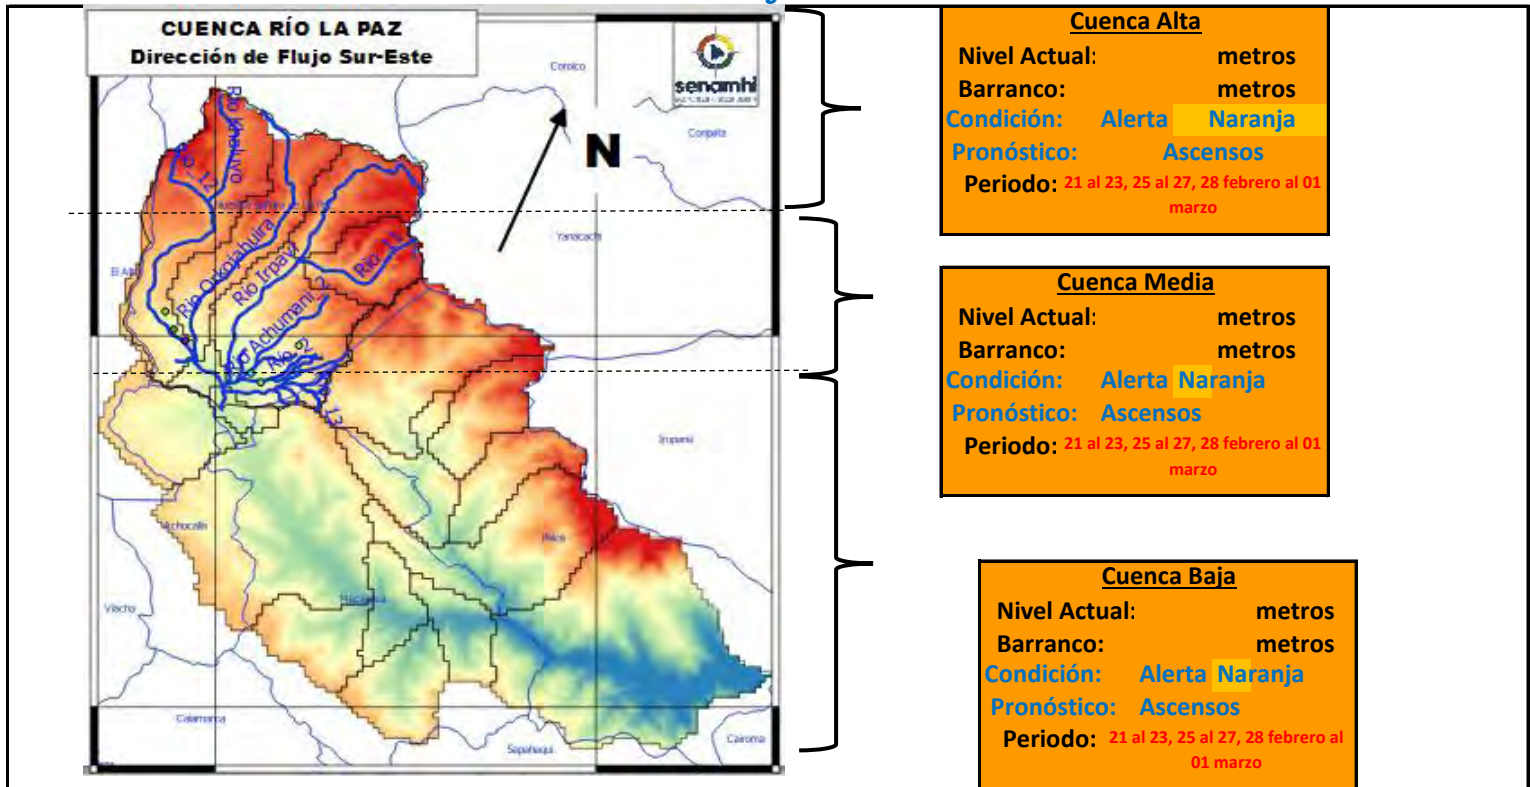 CUENCA RÍO LA PAZ
Dirección de Flujo Sur-Este
senamhi
N
Coroico
Coripata
Yanacachi
Irupana
Río Khaluyo
Río Orkojahuira
Río Irpavi
Río Achumani_2
Achocalla
Viacha
Mecapaca
Palca
Calamarca
Sapahaqui
Cairoma
Cuenca Alta
Nivel Actual: metros
Barranco: metros
Condición: Alerta Naranja
Pronóstico: Ascensos
Periodo: 21 al 23, 25 al 27, 28 febrero al 01
marzo
Cuenca Media
Nivel Actual: metros
Barranco: metros
Condición: Alerta Naranja
Pronóstico: Ascensos
Periodo: 21 al 23, 25 al 27, 28 febrero al 01
marzo
Cuenca Baja
Nivel Actual: metros
Barranco: metros
Condición: Alerta Naranja
Pronóstico: Ascensos
Periodo: 21 al 23, 25 al 27, 28 febrero al
01 marzo